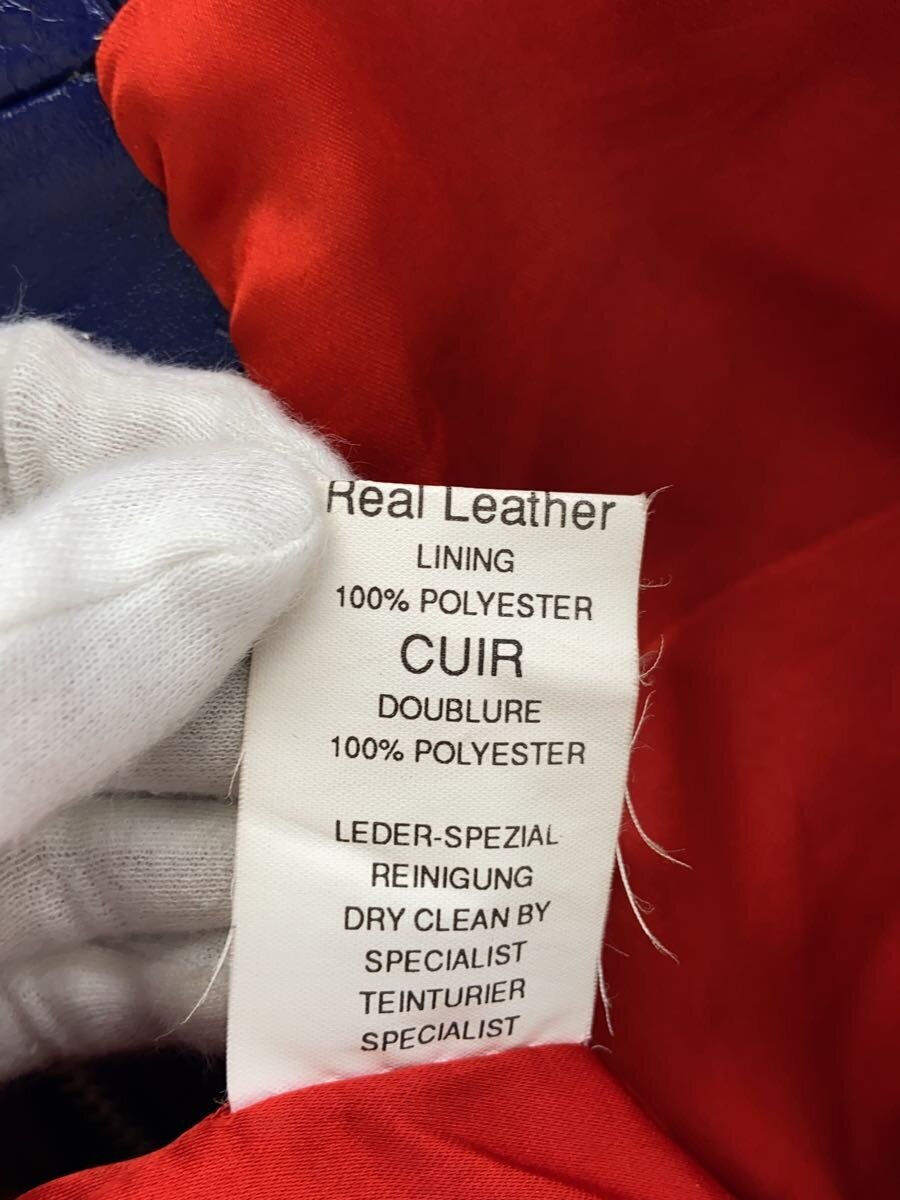 Real Leather
LINING
100% POLYESTER
CUIR
DOUBLURE
100% POLYESTER
LEDER-SPEZIAL-
REINIGUNG
DRY CLEAN BY
SPECIALIST
TEINTURIER
SPECIALIST